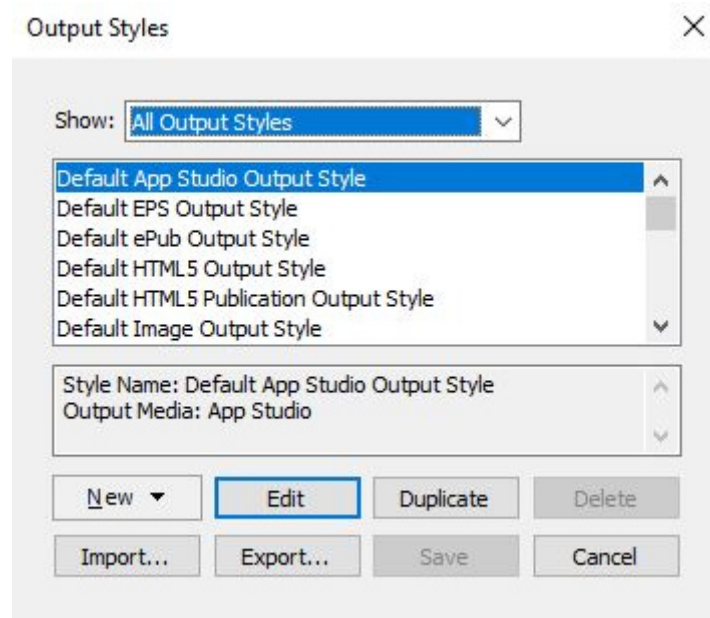 Output Styles
Show: All Output Styles
Default App Studio Output Style
Default EPS Output Style
Default ePub Output Style
Default HTML5 Output Style
Default HTML5 Publication Output Style
Default Image Output Style
Style Name: Default App Studio Output Style
Output Media: App Studio
New Edit Duplicate Delete
Import... Export... Save Cancel